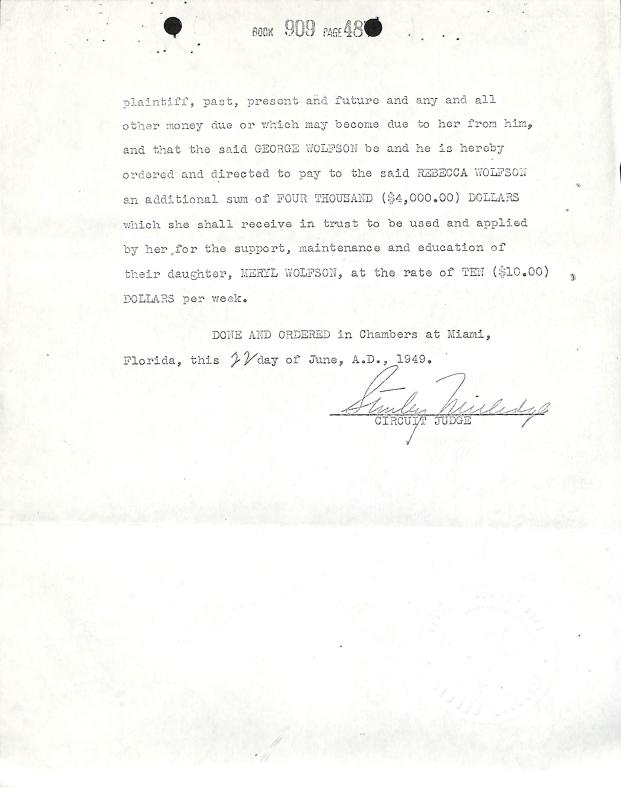 BOOK 909 PAGE 48
plaintiff, past, present and future and any and all
other money due or which may become due to her from him,
and that the said GEORGE WOLFSON be and he is hereby
ordered and directed to pay to the said REBECCA WOLFSON
an additional sum of FOUR THOUSAND ($4,000.00) DOLLARS
which she shall receive in trust to be used and applied
by her for the support, maintenance and education of
their daughter, MERYL WOLFSON, at the rate of TEN ($10.00)
DOLLARS per week.
DONE AND ORDERED in Chambers at Miami,
Florida, this 22 day of June, A.D., 1949.
Stanley Milledge
CIRCUIT JUDGE